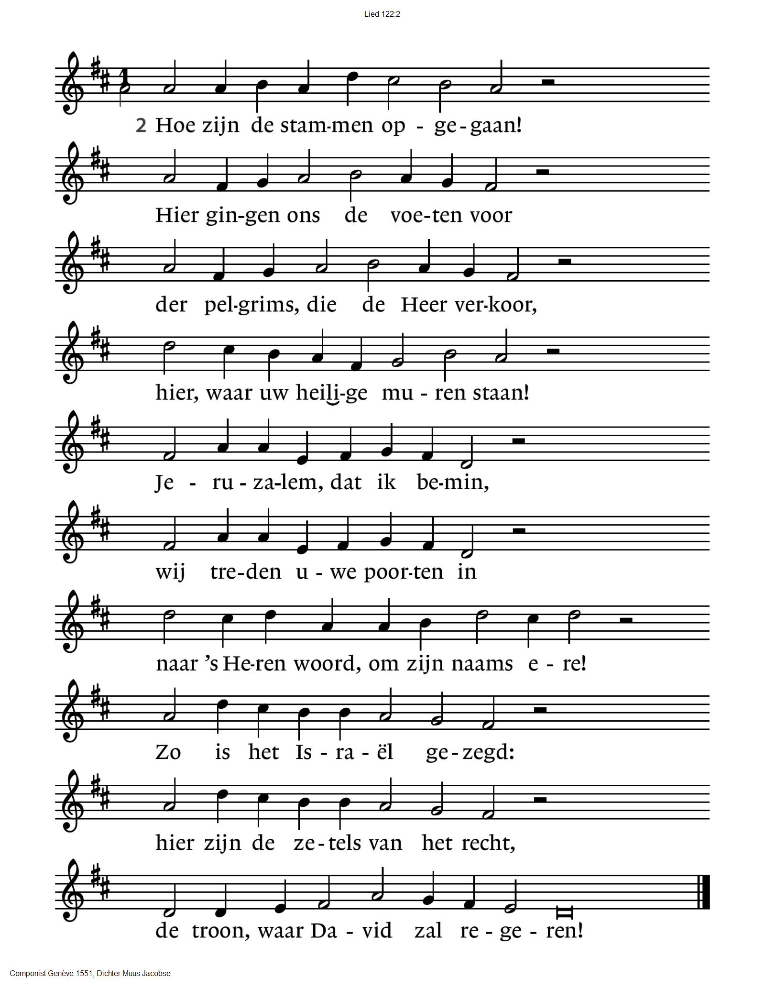 Lied 122:2
1
2 Hoe zijn de stam-men op - ge-gaan!
Hier gin-gen ons de voe-ten voor
der pel-grims, die de Heer ver-koor,
hier, waar uw heili-ge mu - ren staan!
Je - ru - za-lem, dat ik be-min,
wij tre-den u - we poor-ten in
naar ’s He-ren woord, om zijn naams e - re!
Zo is het Is - ra - ël ge-zegd:
hier zijn de ze-tels van het recht,
de troon, waar Da - vid zal re - ge - ren!
Componist Genève 1551, Dichter Muus Jacobse